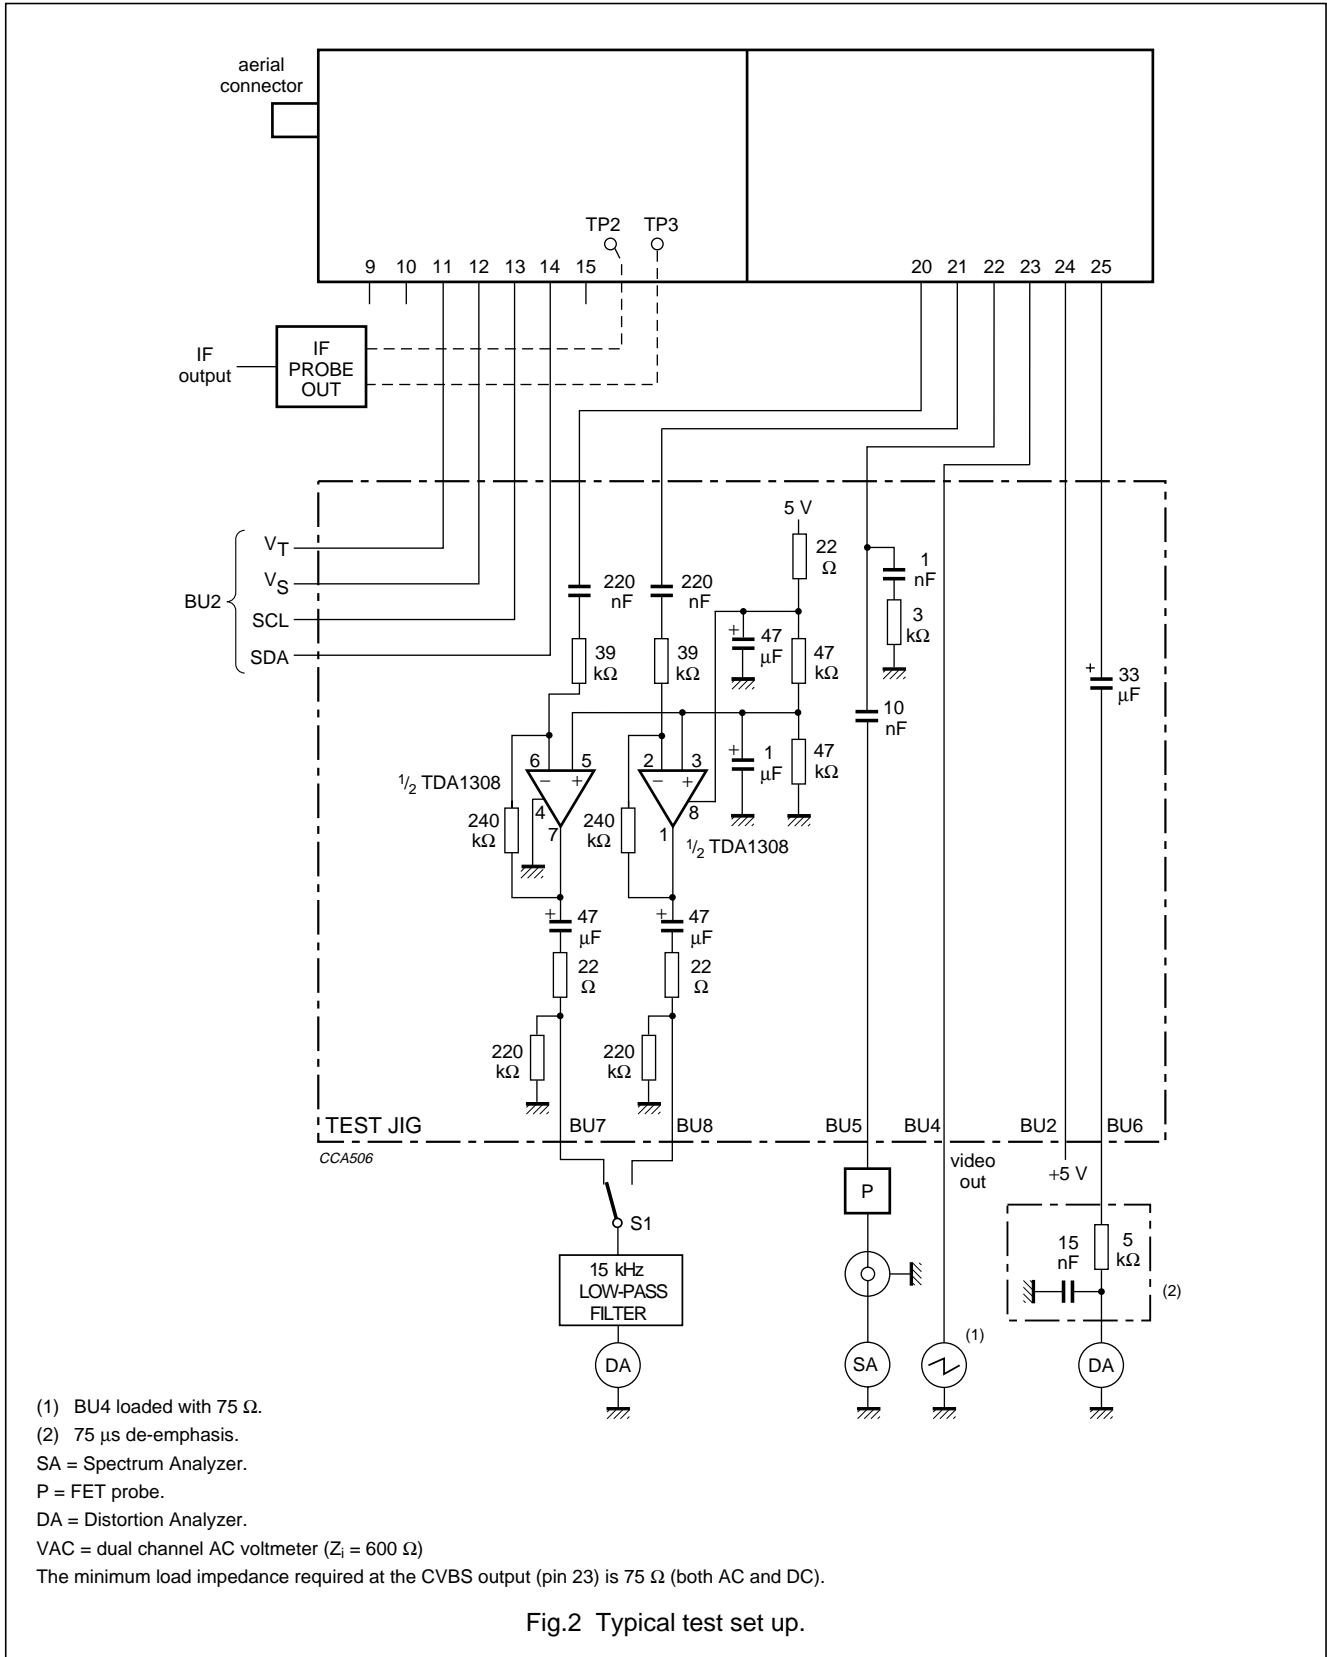 aerial
connector
TP2 TP3
9 10 11 12 13 14 15 20 21 22 23 24 25
IF
output
IF
PROBE
OUT
5 V
22
Ω
BU2
VT
VS
SCL
SDA
220
nF
220
nF
1
nF
3
kΩ
39
kΩ
39
kΩ
+
47
μF
47
kΩ
+
33
μF
10
nF
6 5
2 3
− +
− +
4
7
8
1
1/2 TDA1308
1/2 TDA1308
240
kΩ
240
kΩ
+
1
μF
47
kΩ
+
47
μF
+
47
μF
22
Ω
22
Ω
220
kΩ
220
kΩ
TEST JIG
BU7 BU8 BU5 BU4 BU2 BU6
CCA506
video
out
+5 V
P
S1
15 kHz
LOW-PASS
FILTER
15
nF
5
kΩ
(2)
(1)
DA SA DA
(1) BU4 loaded with 75 Ω.
(2) 75 μs de-emphasis.
SA = Spectrum Analyzer.
P = FET probe.
DA = Distortion Analyzer.
VAC = dual channel AC voltmeter (Zi = 600 Ω)
The minimum load impedance required at the CVBS output (pin 23) is 75 Ω (both AC and DC).
Fig.2 Typical test set up.